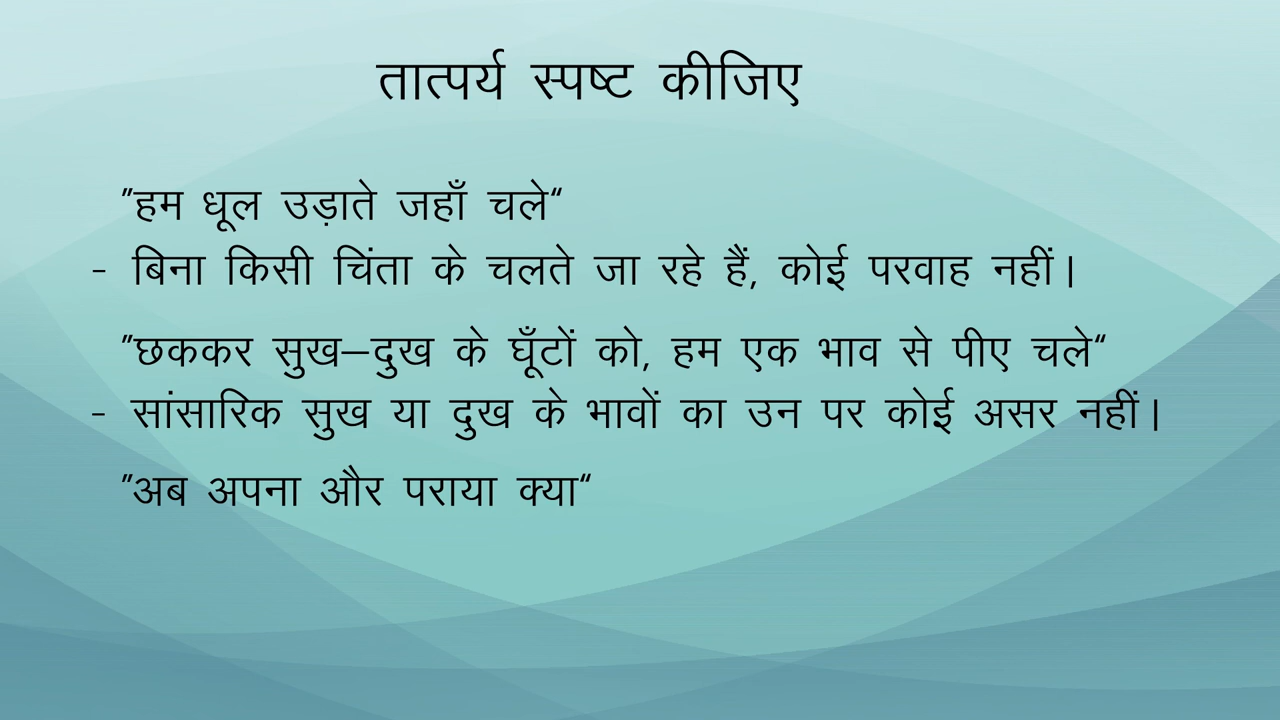 तात्पर्य स्पष्ट कीजिए
"हम धूल उड़ाते जहाँ चले“
- बिना किसी चिंता के चलते जा रहे हैं, कोई परवाह नहीं।
"छककर सुख–दुख के घूँटों को, हम एक भाव से पीए चले“
- सांसारिक सुख या दुख के भावों का उन पर कोई असर नहीं।
"अब अपना और पराया क्या“